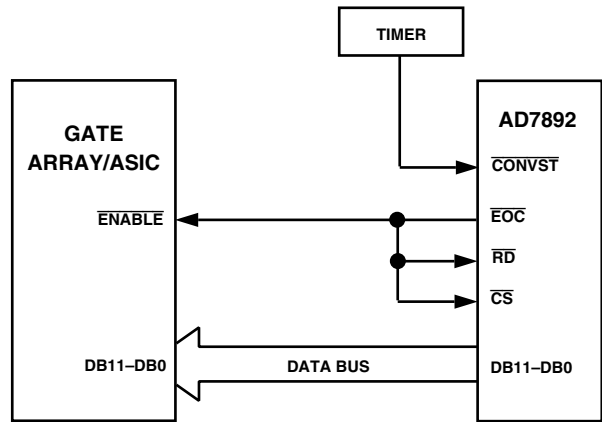 TIMER
GATE
ARRAY/ASIC
AD7892
CONVST
ENABLE
EOC
RD
CS
DB11–DB0
DATA BUS
DB11–DB0